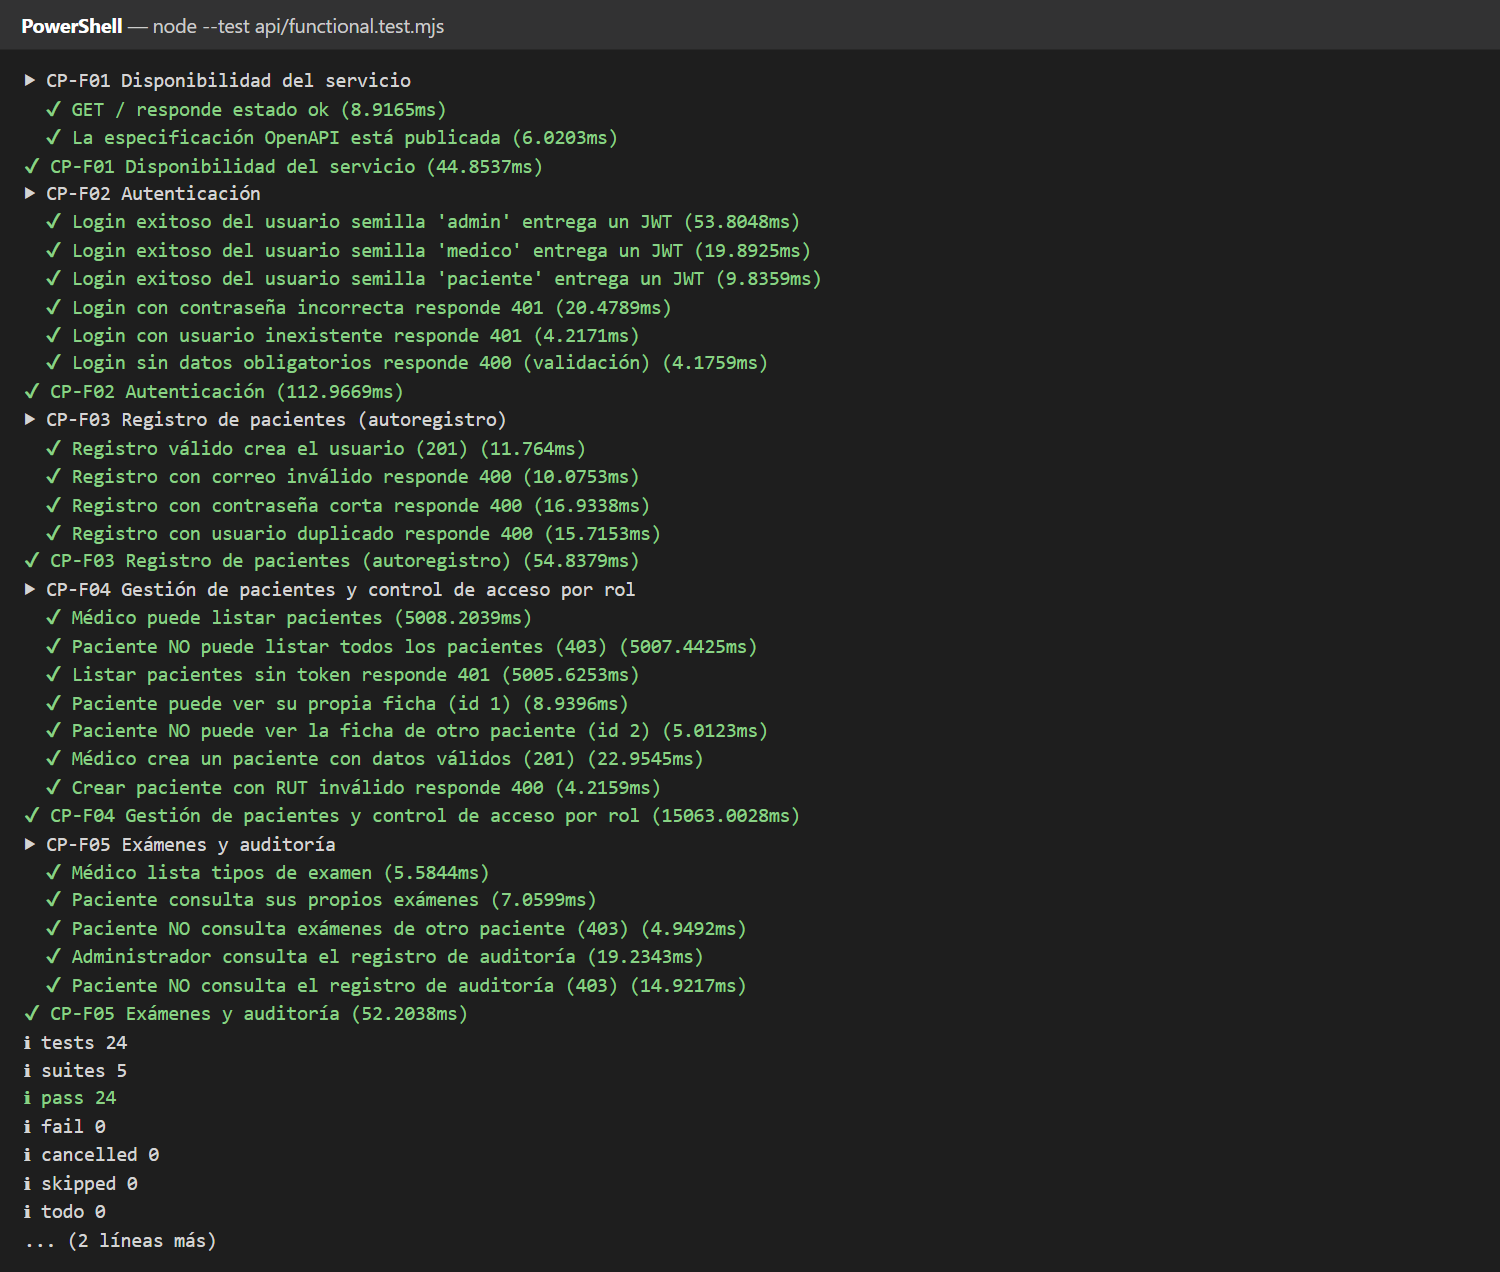 PowerShell — node --test api/functional.test.mjs
▶ CP-F01 Disponibilidad del servicio
✓ GET / responde estado ok (8.9165ms)
✓ La especificación OpenAPI está publicada (6.0203ms)
✓ CP-F01 Disponibilidad del servicio (44.8537ms)
▶ CP-F02 Autenticación
✓ Login exitoso del usuario semilla 'admin' entrega un JWT (53.8048ms)
✓ Login exitoso del usuario semilla 'medico' entrega un JWT (19.8925ms)
✓ Login exitoso del usuario semilla 'paciente' entrega un JWT (9.8359ms)
✓ Login con contraseña incorrecta responde 401 (20.4789ms)
✓ Login con usuario inexistente responde 401 (4.2171ms)
✓ Login sin datos obligatorios responde 400 (validación) (4.1759ms)
✓ CP-F02 Autenticación (112.9669ms)
▶ CP-F03 Registro de pacientes (autoregistro)
✓ Registro válido crea el usuario (201) (11.764ms)
✓ Registro con correo inválido responde 400 (10.0753ms)
✓ Registro con contraseña corta responde 400 (16.9338ms)
✓ Registro con usuario duplicado responde 400 (15.7153ms)
✓ CP-F03 Registro de pacientes (autoregistro) (54.8379ms)
▶ CP-F04 Gestión de pacientes y control de acceso por rol
✓ Médico puede listar pacientes (5008.2039ms)
✓ Paciente NO puede listar todos los pacientes (403) (5007.4425ms)
✓ Listar pacientes sin token responde 401 (5005.6253ms)
✓ Paciente puede ver su propia ficha (id 1) (8.9396ms)
✓ Paciente NO puede ver la ficha de otro paciente (id 2) (5.0123ms)
✓ Médico crea un paciente con datos válidos (201) (22.9545ms)
✓ Crear paciente con RUT inválido responde 400 (4.2159ms)
✓ CP-F04 Gestión de pacientes y control de acceso por rol (15063.0028ms)
▶ CP-F05 Exámenes y auditoría
✓ Médico lista tipos de examen (5.5844ms)
✓ Paciente consulta sus propios exámenes (7.0599ms)
✓ Paciente NO consulta exámenes de otro paciente (403) (4.9492ms)
✓ Administrador consulta el registro de auditoría (19.2343ms)
✓ Paciente NO consulta el registro de auditoría (403) (14.9217ms)
✓ CP-F05 Exámenes y auditoría (52.2038ms)
ℹ tests 24
ℹ suites 5
ℹ pass 24
ℹ fail 0
ℹ cancelled 0
ℹ skipped 0
ℹ todo 0
... (2 líneas más)